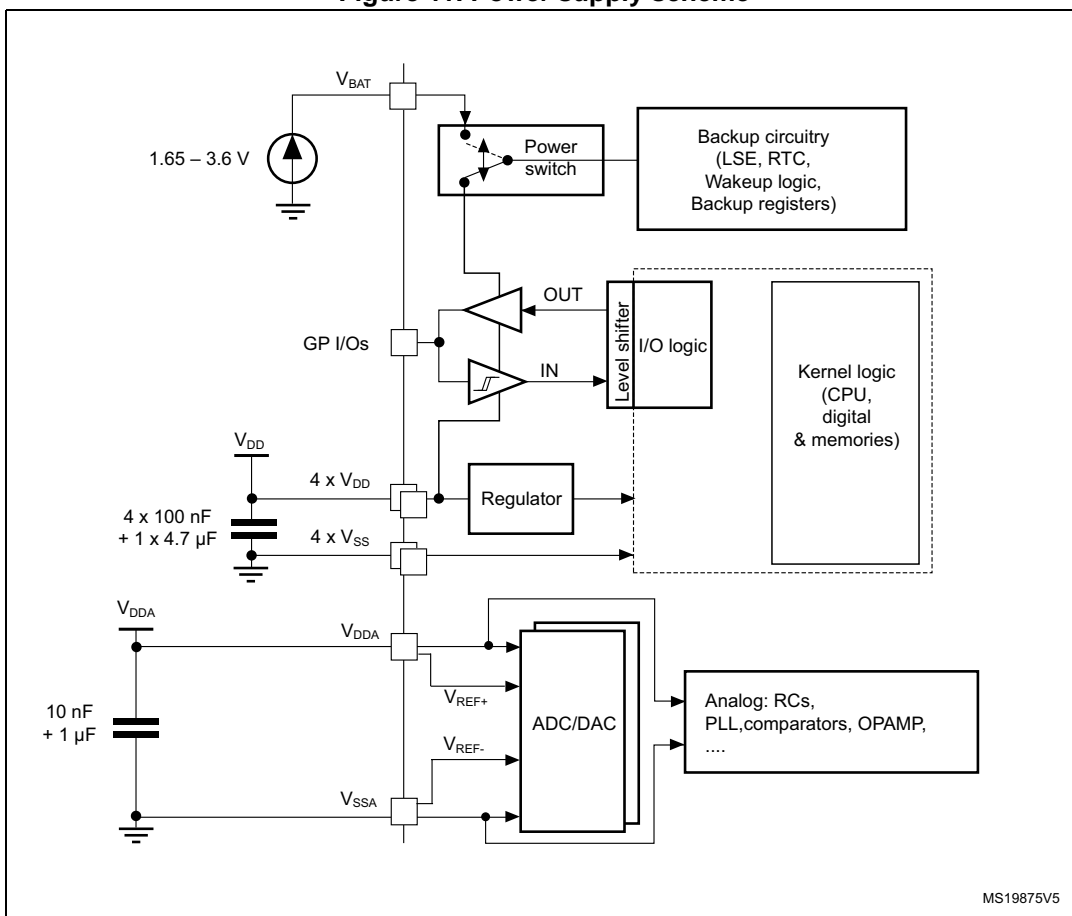 V_BAT
1.65 – 3.6 V
Power
switch
Backup circuitry
(LSE, RTC,
Wakeup logic,
Backup registers)
OUT
GP I/Os
IN
Level shifter
I/O logic
Kernel logic
(CPU,
digital
& memories)
V_DD
4 x V_DD
Regulator
4 x 100 nF
+ 1 x 4.7 µF
4 x V_SS
V_DDA
V_DDA
V_REF+
10 nF
+ 1 µF
ADC/DAC
Analog: RCs,
PLL,comparators, OPAMP,
....
V_REF-
V_SSA
MS19875V5